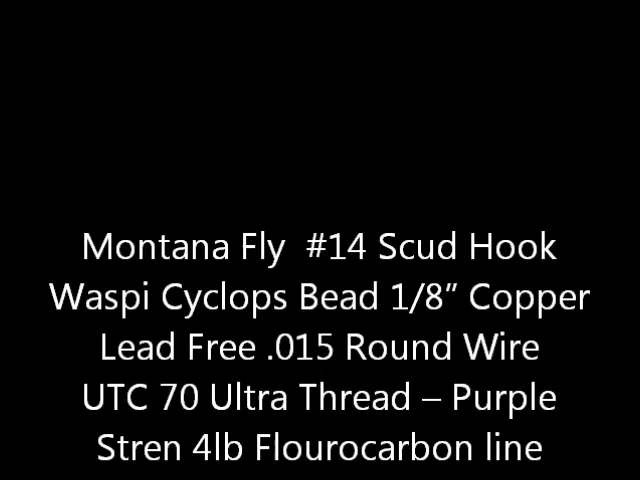 Montana Fly  #14 Scud Hook
Waspi Cyclops Bead 1/8” Copper
Lead Free .015 Round Wire
UTC 70 Ultra Thread – Purple
Stren 4lb Flourocarbon line